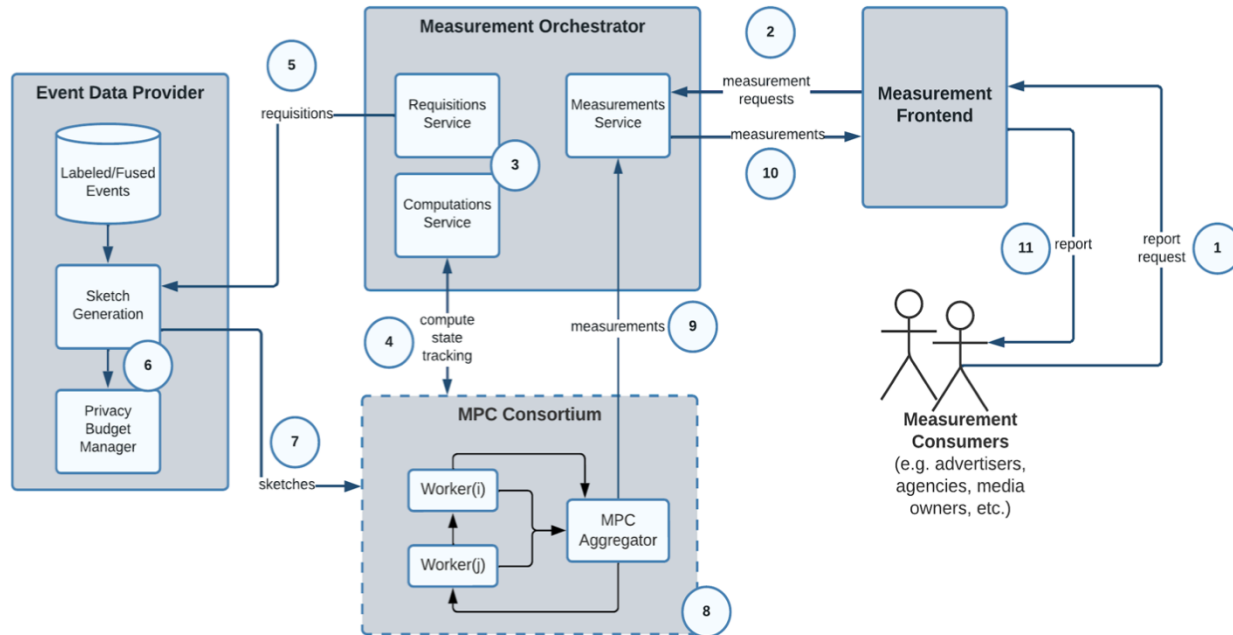 Measurement Orchestrator
2
5
measurement
requests
Event Data Provider
requisitions
Requisitions
Service
Measurements
Service
Measurement
Frontend
measurements
3
10
Labeled/Fused
Events
Computations
Service
11
report
report
request
1
Sketch
Generation
4
compute
state
tracking
measurements
9
6
Privacy
Budget
Manager
MPC Consortium
Measurement
Consumers
(e.g. advertisers,
agencies, media
owners, etc.)
7
sketches
Worker(i)
MPC
Aggregator
Worker(j)
8